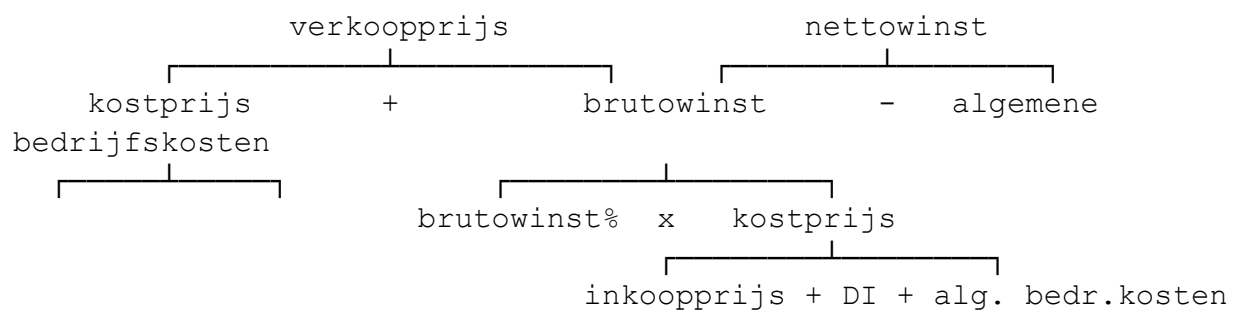 verkoopprijs nettowinst
kostprijs + brutowinst - algemene
bedrijfskosten
brutowinst% x kostprijs
inkoopprijs + DI + alg. bedr.kosten